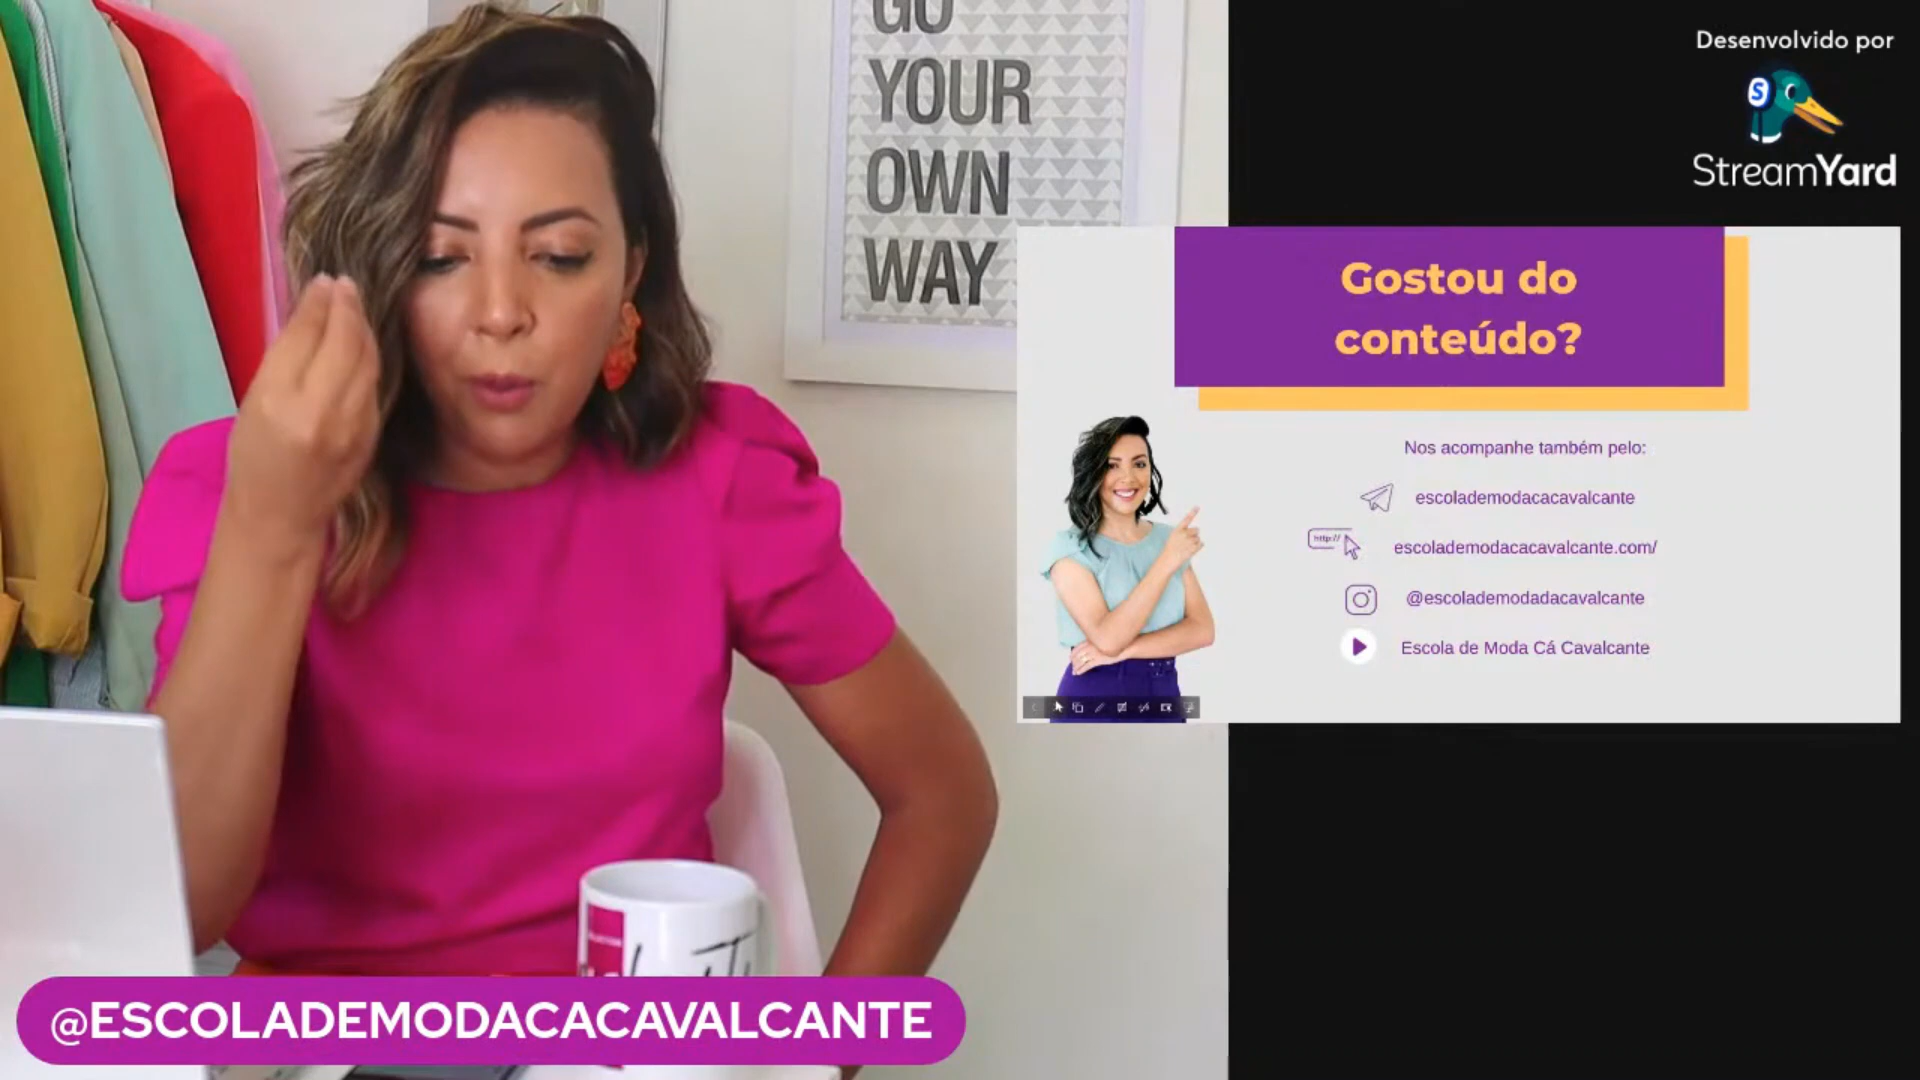 GO
YOUR
OWN
WAY
Desenvolvido por
StreamYard
Gostou do
conteúdo?
Nos acompanhe também pelo:
escolademodacacavalcante
http://
escolademodacacavalcante.com/
@escolademodadacavalcante
Escola de Moda Cá Cavalcante
@ESCOLADEMODACACAVALCANTE